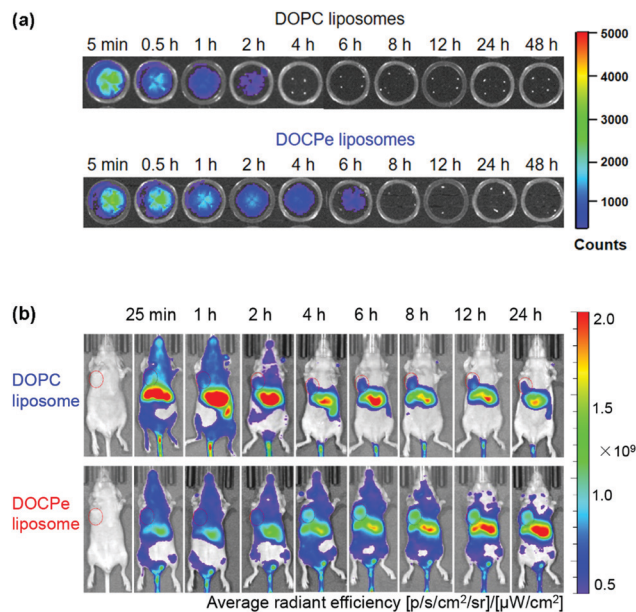 (a)
DOPC liposomes
5 min 0.5 h 1 h 2 h 4 h 6 h 8 h 12 h 24 h 48 h
DOCPe liposomes
5 min 0.5 h 1 h 2 h 4 h 6 h 8 h 12 h 24 h 48 h
5000
4000
3000
2000
1000
Counts
(b)
25 min 1 h 2 h 4 h 6 h 8 h 12 h 24 h
DOPC
liposome
DOCPe
liposome
2.0
1.5
×10⁹
1.0
0.5
Average radiant efficiency [p/s/cm²/sr]/[µW/cm²]